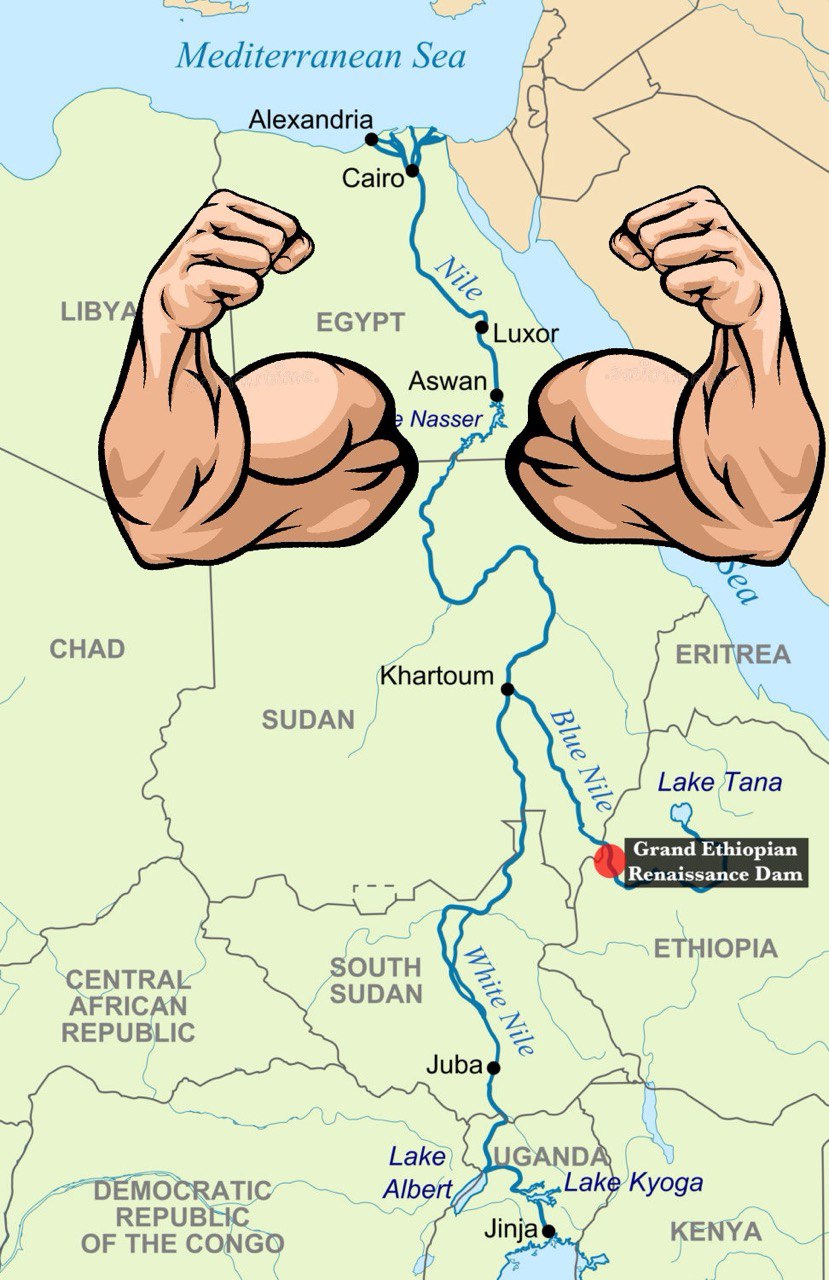 Mediterranean Sea
Alexandria
Cairo
Nile
LIBYA
EGYPT
Luxor
Aswan
e Nasser
Sea
CHAD
ERITREA
Khartoum
SUDAN
Blue Nile
Lake Tana
Grand Ethiopian
Renaissance Dam
ETHIOPIA
CENTRAL
AFRICAN
REPUBLIC
SOUTH
SUDAN
White Nile
Juba
Lake
Albert
UGANDA
Lake Kyoga
DEMOCRATIC
REPUBLIC
OF THE CONGO
Jinja
KENYA